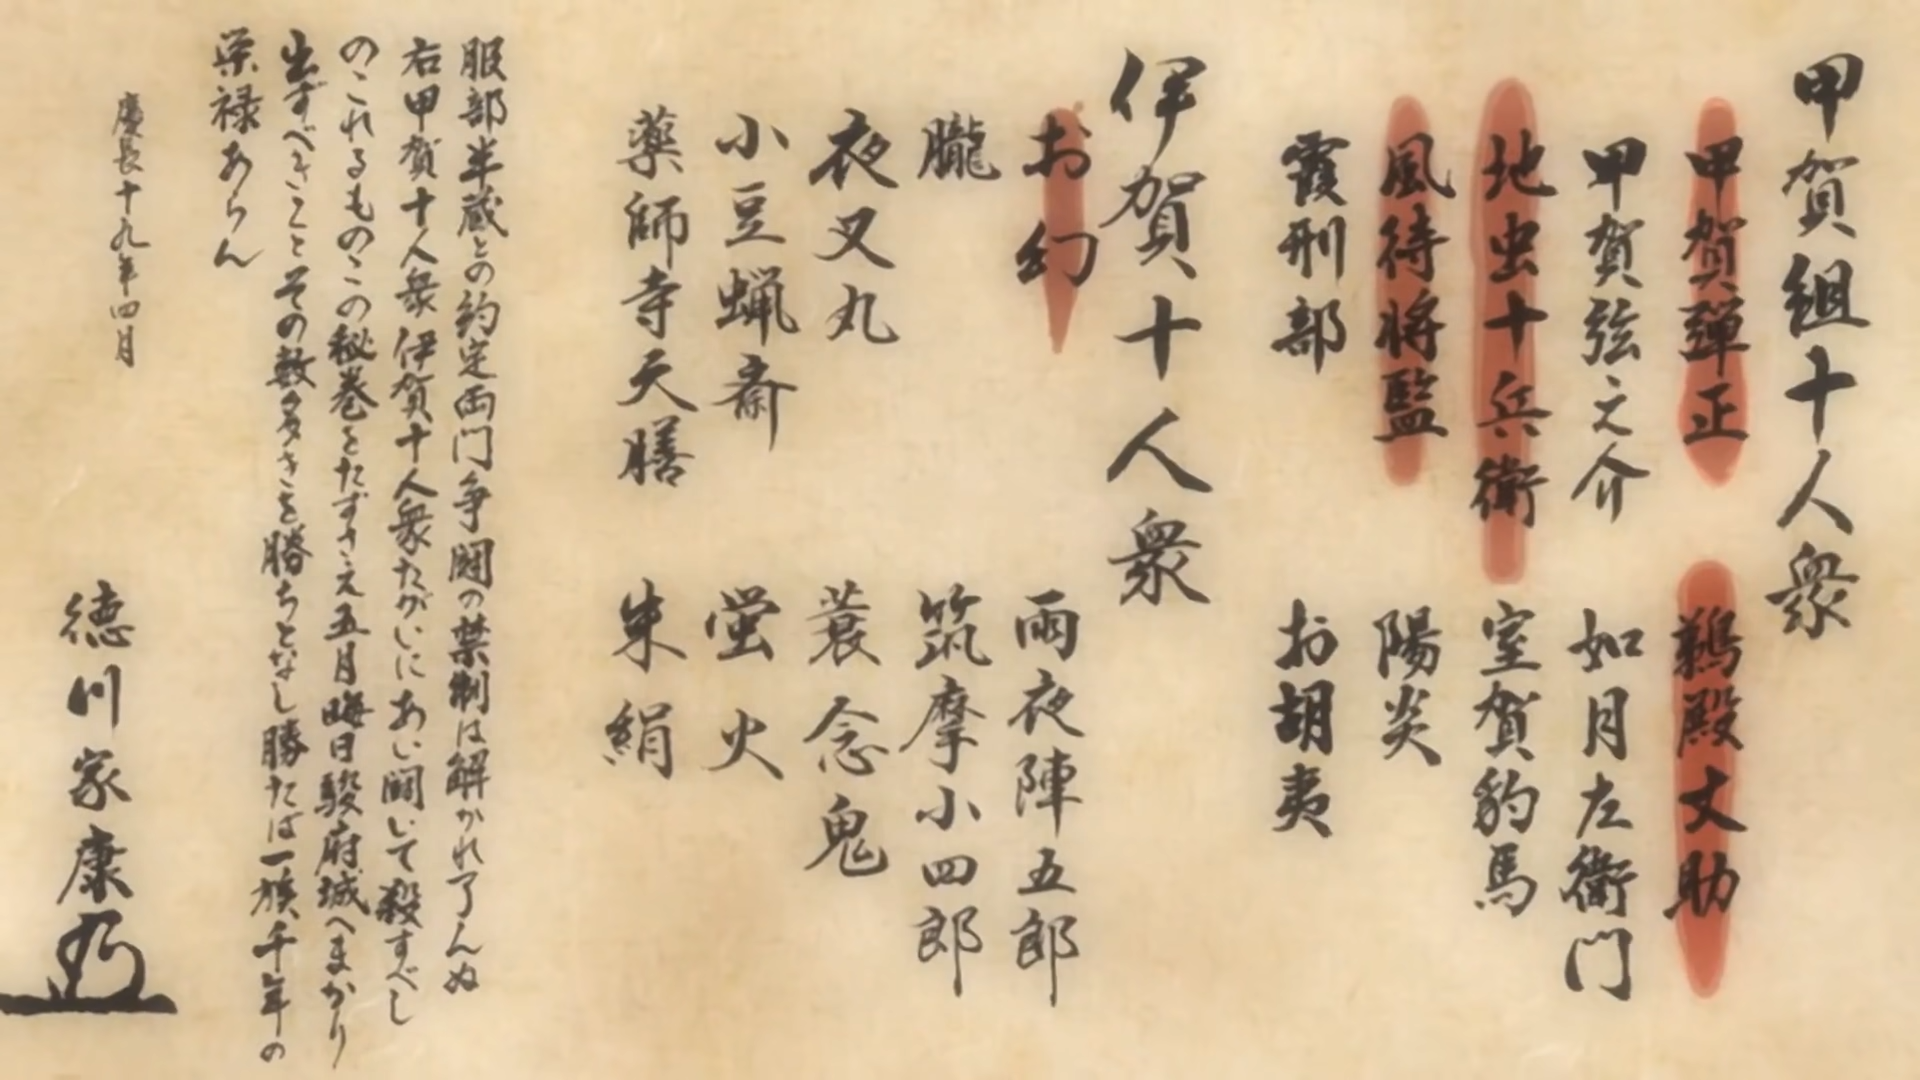 甲賀組十人衆
甲賀弾正
甲賀弦之介
地虫十兵衛
風待将監
霞刑部
鵜殿丈助
如月左衛門
室賀豹馬
陽炎
お胡夷
伊賀十人衆
お幻
朧
夜叉丸
小豆蝋斎
薬師寺天膳
雨夜陣五郎
筑摩小四郎
蓑念鬼
蛍火
朱絹
服部半蔵との約定両門争闘の禁制は解かれ了んぬ
右甲賀十人衆伊賀十人衆たがいにあい闘いて殺すべし
のこれるものこの秘巻をたずさえ五月晦日駿府城へまかり
出ずべきことその数多きを勝ちとなし勝たば一族千年の
栄禄あらん
慶長十九年四月
徳川家康